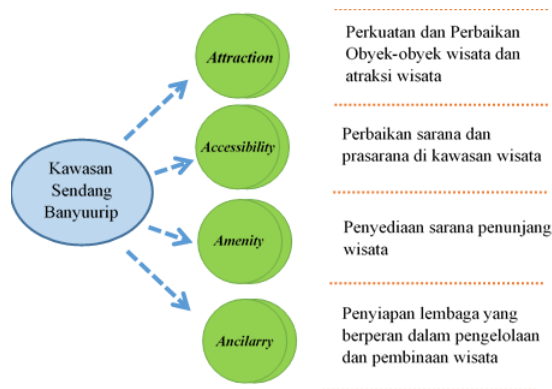 Kawasan
Sendang
Banyuurip
Attraction
Perkuatan dan Perbaikan
Obyek-obyek wisata dan
atraksi wisata
Accessibility
Perbaikan sarana dan
prasarana di kawasan wisata
Amenity
Penyediaan sarana penunjang
wisata
Ancilarry
Penyiapan lembaga yang
berperan dalam pengelolaan
dan pembinaan wisata